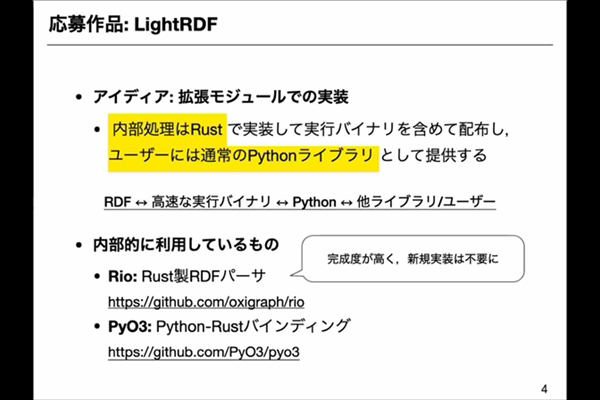 応募作品: LightRDF
• アイディア: 拡張モジュールでの実装
• 内部処理はRust で実装して実行バイナリを含めて配布し，
ユーザーには通常のPythonライブラリ として提供する
RDF ↔ 高速な実行バイナリ ↔ Python ↔ 他ライブラリ/ユーザー
• 内部的に利用しているもの
• Rio: Rust製RDFパーサ
完成度が高く，新規実装は不要に
https://github.com/oxigraph/rio
• PyO3: Python-Rustバインディング
https://github.com/PyO3/pyo3
4